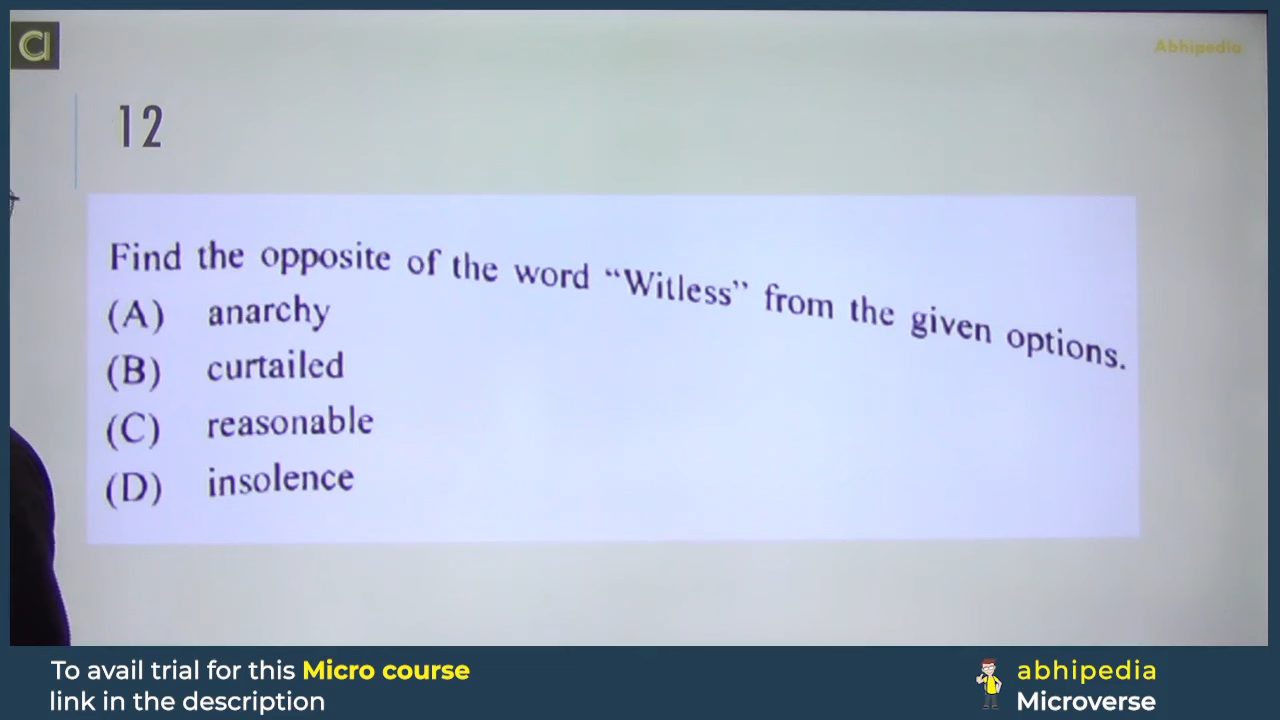 Abhipedia
12
Find the opposite of the word “Witless” from the given options.
(A) anarchy
(B) curtailed
(C) reasonable
(D) insolence
To avail trial for this Micro course
link in the description
abhipedia
Microverse